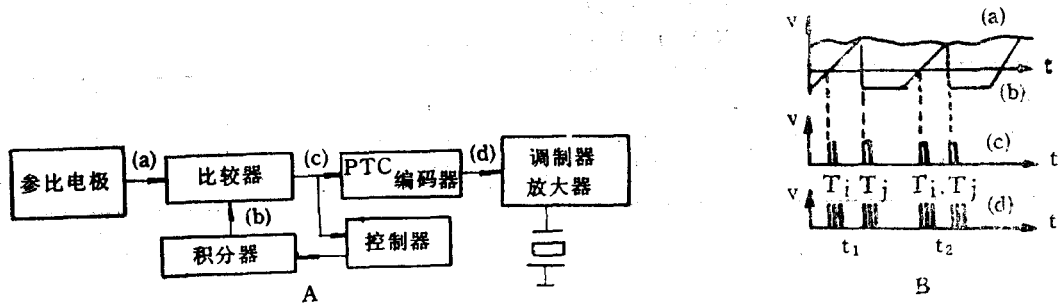 参比电极
(a)
比较器
(c)
PTC
编码器
(d)
调制器
放大器
(b)
积分器
控制器
A
v
(a)
t
(b)
v
(c)
t
Ti Tj Ti. Tj
v
(d)
t
t1 t2
B